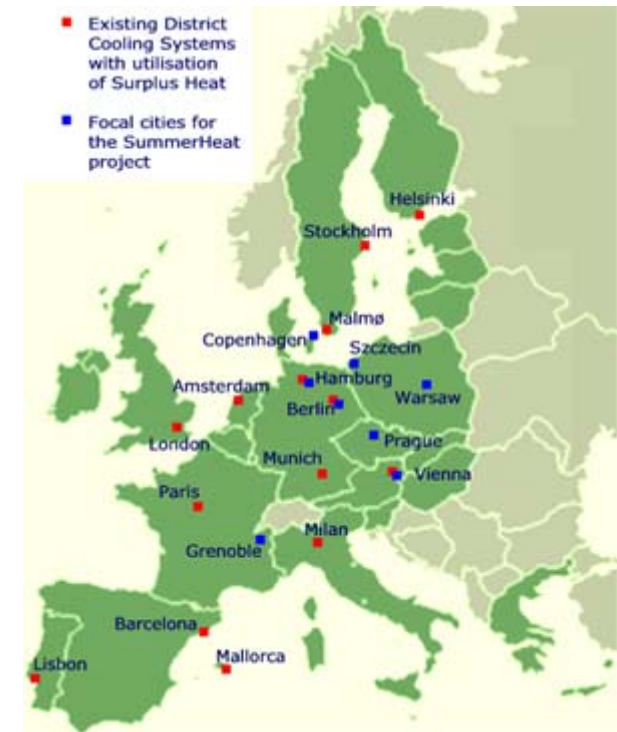 Existing District
Cooling Systems
with utilisation
of Surplus Heat
Focal cities for
the SummerHeat
project
Helsinki
Stockholm
Malmø
Copenhagen
Szczecin
Hamburg
Amsterdam
Warsaw
Berlin
London
Prague
Munich
Vienna
Paris
Milan
Grenoble
Barcelona
Mallorca
Lisbon